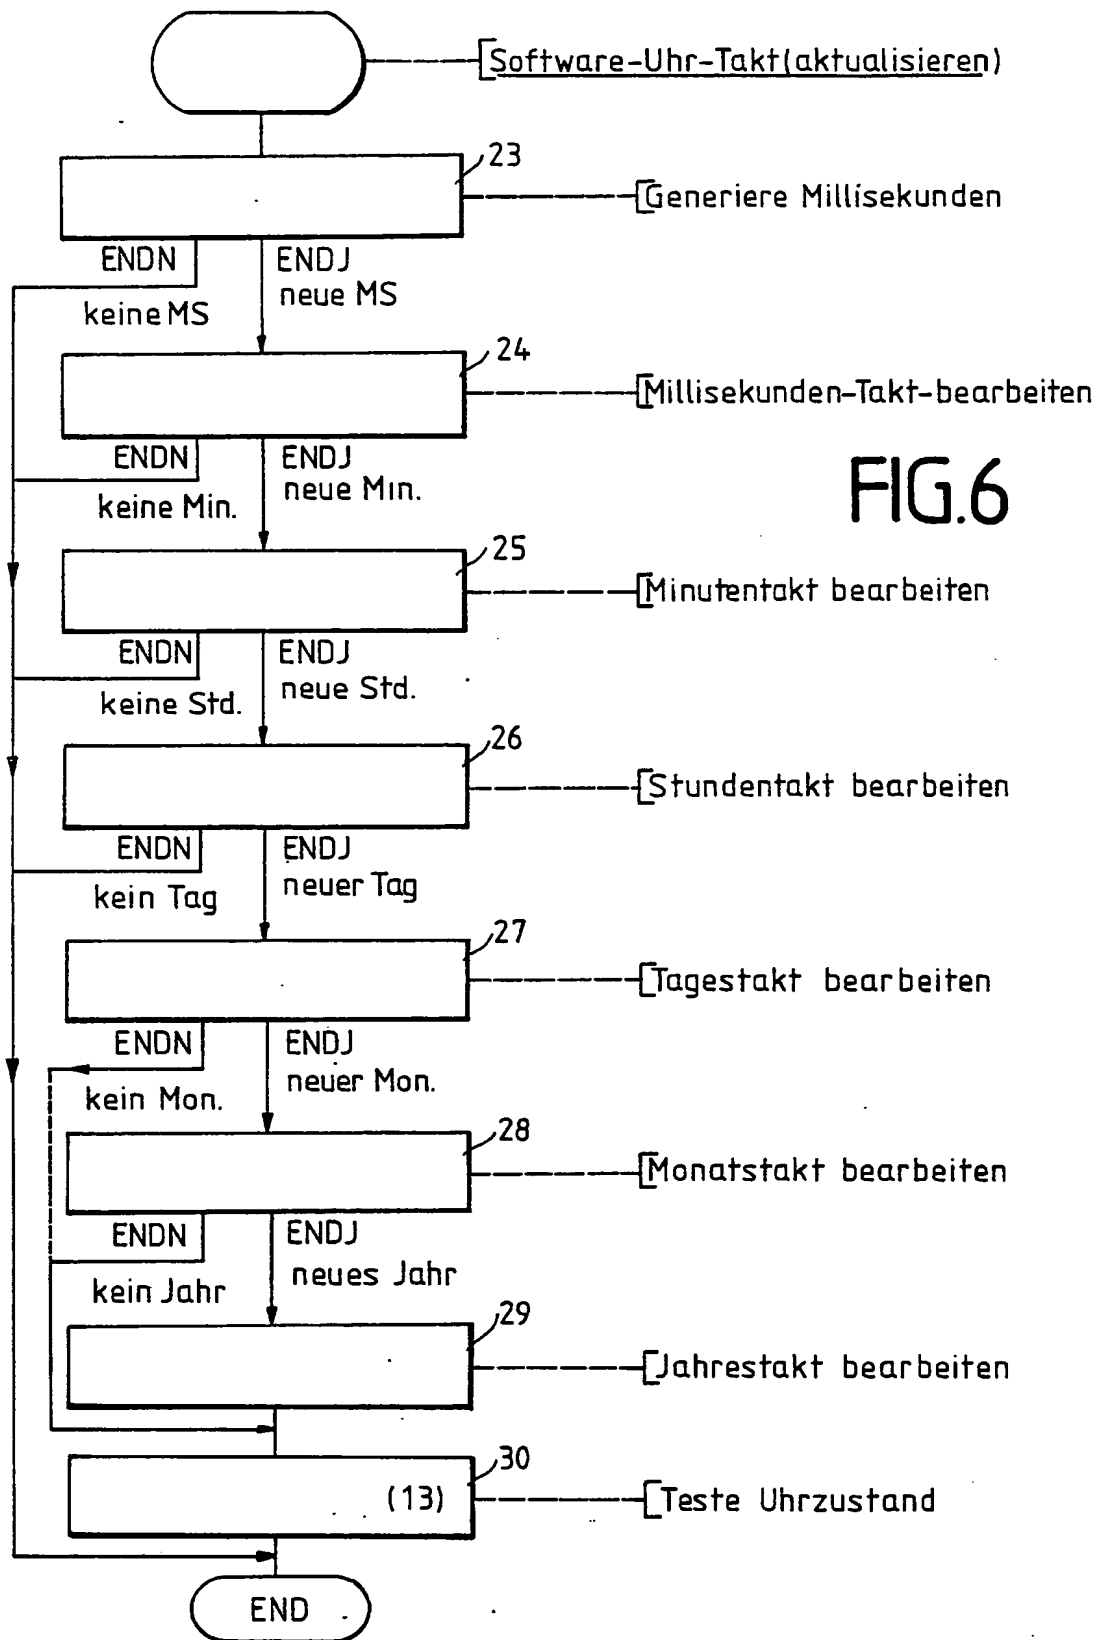 Software-Uhr-Takt(aktualisieren)
23
Generiere Millisekunden
ENDN
ENDJ
keine MS
neue MS
24
Millisekunden-Takt-bearbeiten
ENDN
ENDJ
keine Min.
neue Min.
FIG.6
25
Minutentakt bearbeiten
ENDN
ENDJ
keine Std.
neue Std.
26
Stundentakt bearbeiten
ENDN
ENDJ
kein Tag
neuer Tag
27
Tagestakt bearbeiten
ENDN
ENDJ
kein Mon.
neuer Mon.
28
Monatstakt bearbeiten
ENDN
ENDJ
kein Jahr
neues Jahr
29
Jahrestakt bearbeiten
30
(13)
Teste Uhrzustand
END